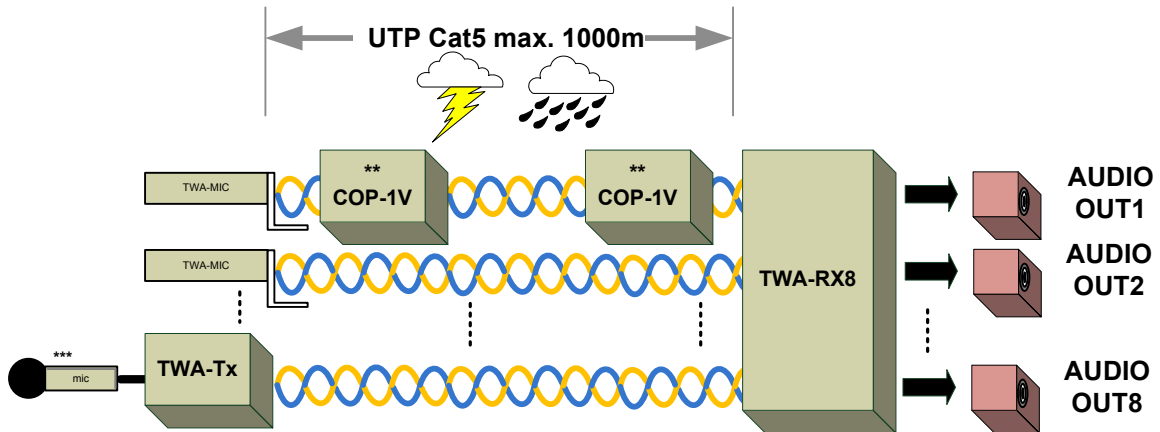 UTP Cat5 max. 1000m
TWA-MIC
**
COP-1V
**
COP-1V
TWA-RX8
AUDIO
OUT1
TWA-MIC
AUDIO
OUT2
***
mic
TWA-Tx
AUDIO
OUT8